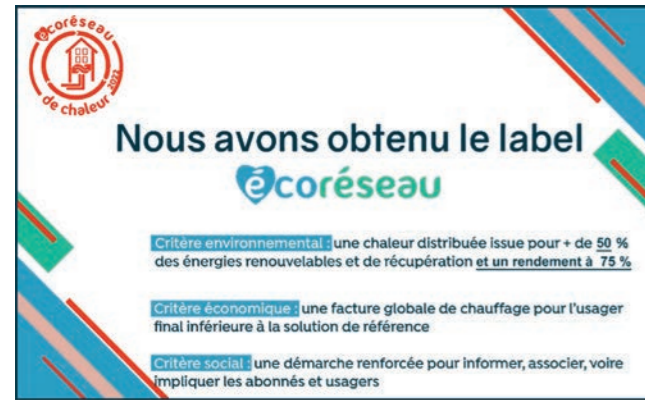 écoréseau
de chaleur 2022
Nous avons obtenu le label
écoréseau
Critère environnemental : une chaleur distribuée issue pour + de 50 %
des énergies renouvelables et de récupération et un rendement à 75 %
Critère économique : une facture globale de chauffage pour l'usager
final inférieure à la solution de référence
Critère social : une démarche renforcée pour informer, associer, voire
impliquer les abonnés et usagers